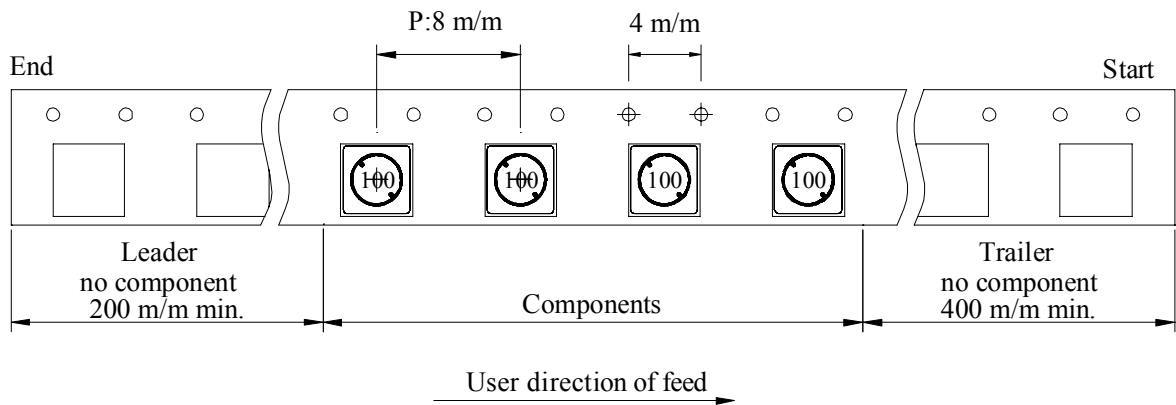 P:8 m/m
4 m/m
End
Start
100
100
100
100
Leader
no component
200 m/m min.
Components
Trailer
no component
400 m/m min.
User direction of feed